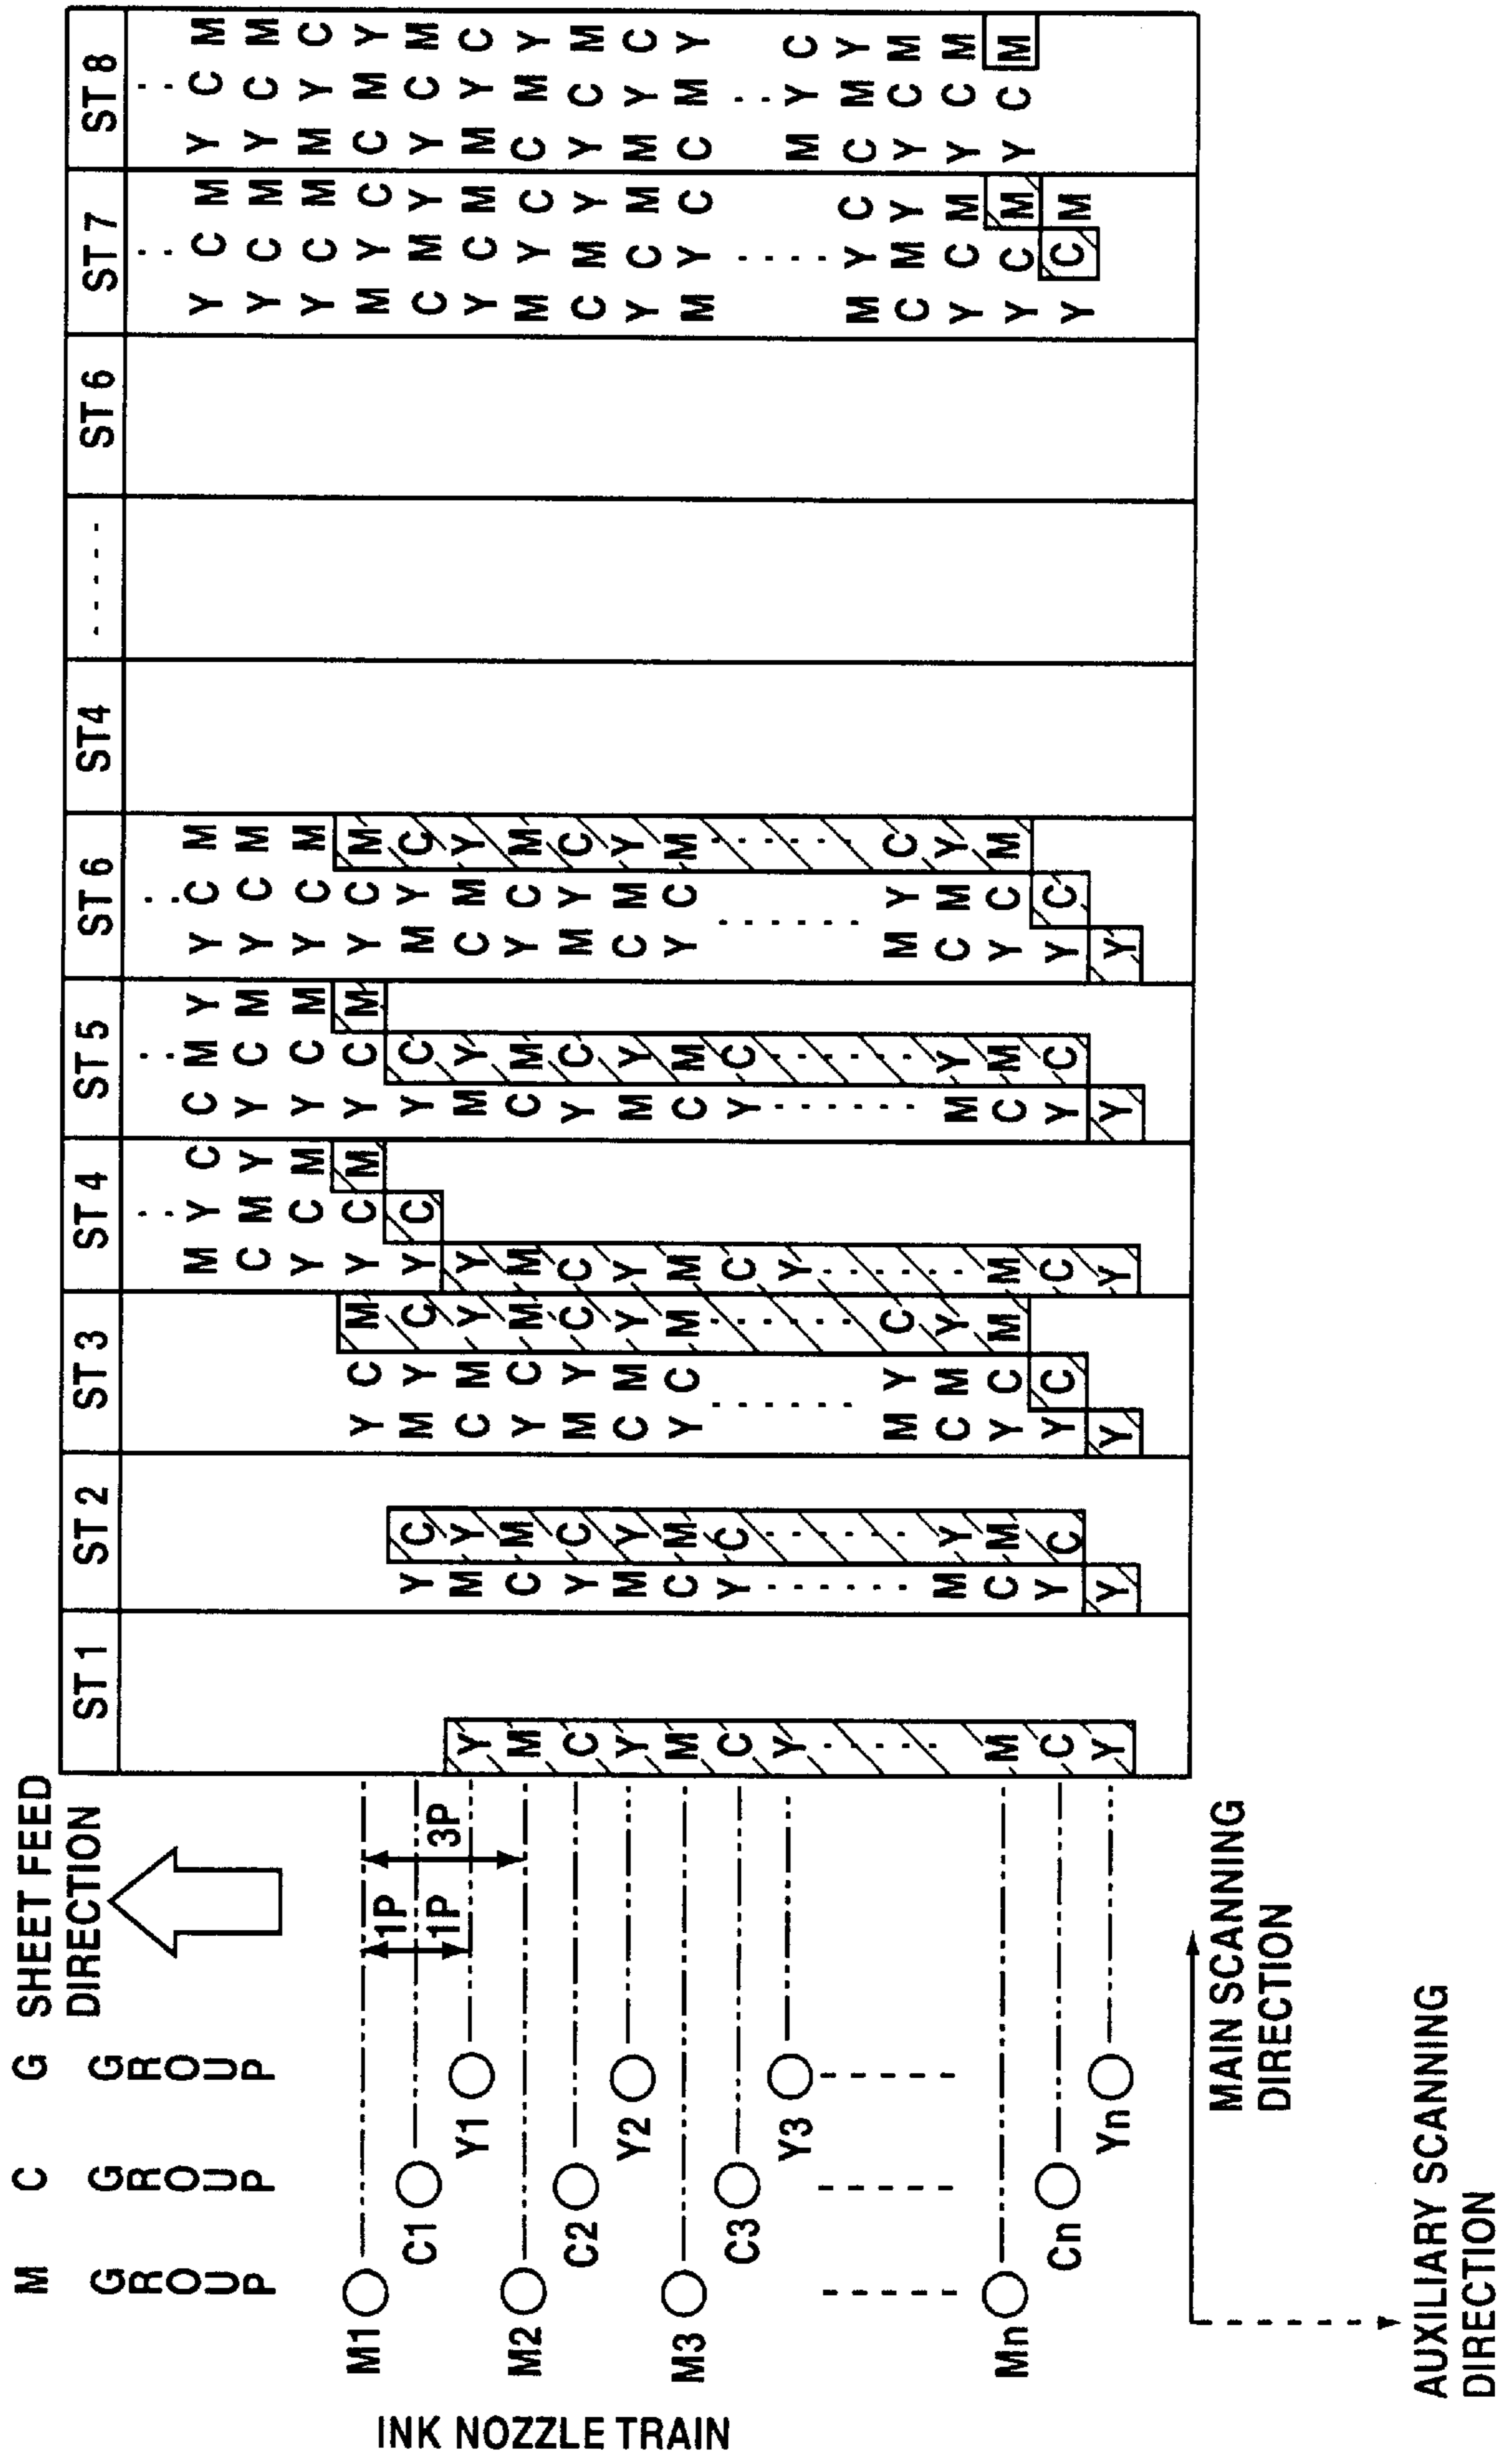 M C G SHEET FEED
GROUP GROUP GROUP DIRECTION
ST 1 ST 2 ST 3 ST 4 ST 5 ST 6 ST4 ----- ST 6 ST 7 ST 8
M Y C C M Y Y C M Y C M Y C M
C M Y Y C M Y C M Y C M Y C M
Y C M Y C M Y C M Y C M M Y C
M1 1P Y C M Y C M Y C M Y C M M Y C C M Y
C1 1P Y C M Y C Y C Y C M Y C C M Y Y C M
3P
Y1 Y M Y C M Y Y M Y C M Y Y C M M Y C
M2 M C M Y C M M C M Y C M M Y C C M Y
C2 C Y C M Y C C Y C M Y C C M Y Y C M
Y2 Y M Y C M Y Y M Y C M Y Y C M M Y C
M3 M C M Y C M M C M Y C M M Y C C M Y
C3 C Y C C Y C
Y3 Y Y M Y C
M Y C C M Y
M Y C M Y C C M Y Y C M
M Y C M Y M Y C M Y Y C M Y C M
Mn M C M Y C M M C M Y C M Y C M Y C M
Cn C Y C Y C C Y C Y C Y C M
Yn Y Y Y Y Y Y
INK NOZZLE TRAIN
MAIN SCANNING
DIRECTION
AUXILIARY SCANNING
DIRECTION